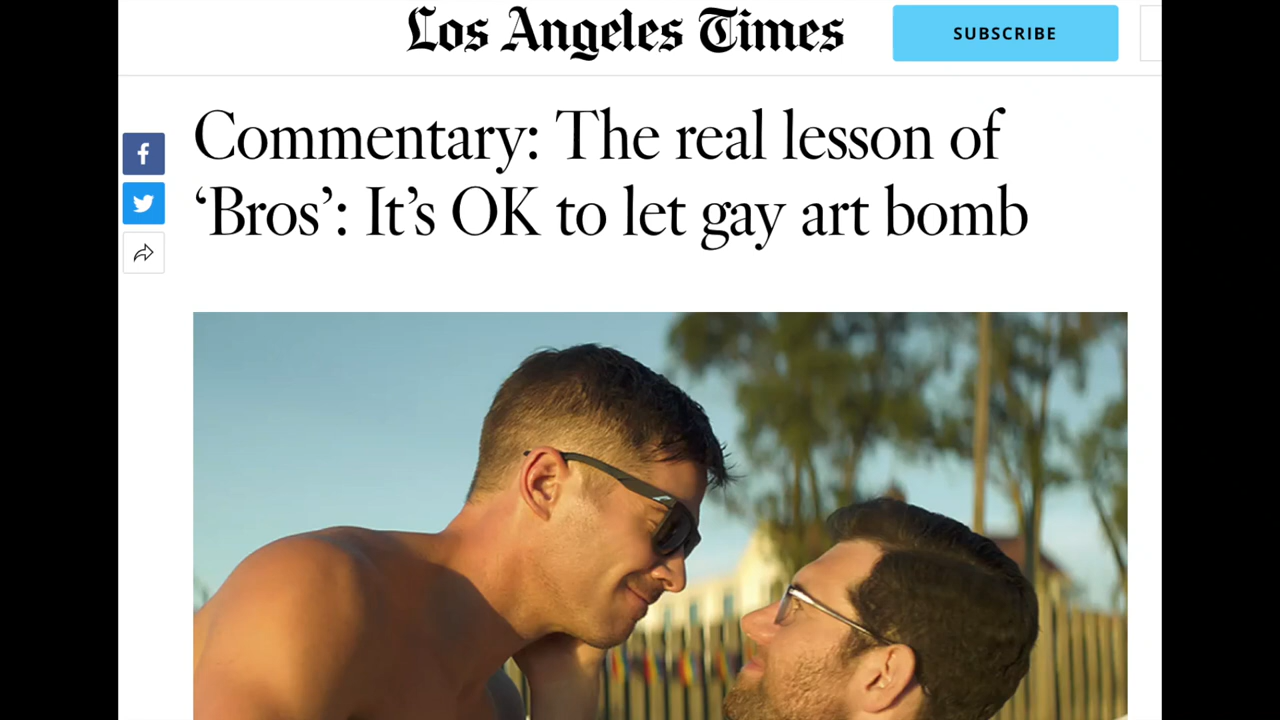 Los Angeles Times
SUBSCRIBE
Commentary: The real lesson of
‘Bros’: It’s OK to let gay art bomb